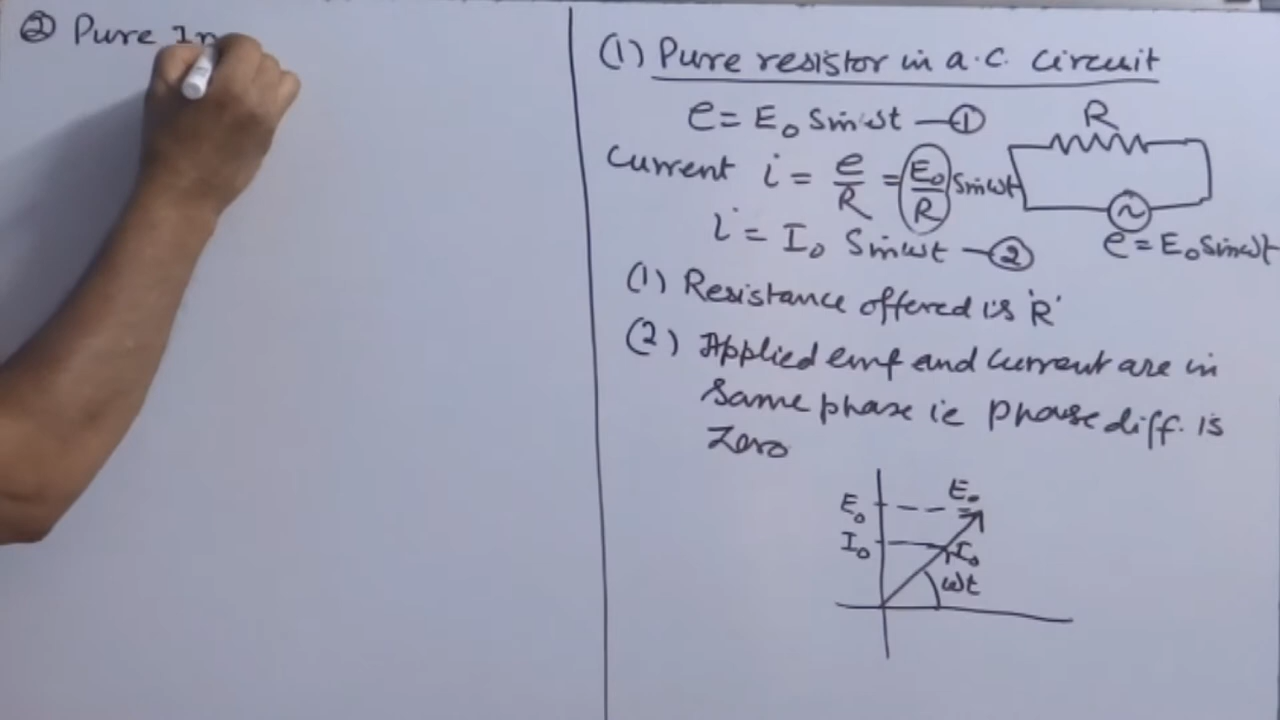 ② Pure In
(1) Pure resistor in a.c. circuit
e = E₀ sinωt —①
R
Current i = e/R = E₀/R sinωt
i = I₀ sinωt —②
e = E₀ sinωt
(1) Resistance offered is 'R'
(2) Applied emf and current are in
same phase ie phase diff. is
zero
E₀
E₀
I₀
I₀
ωt